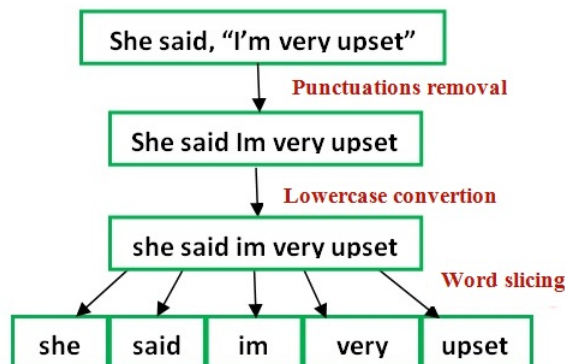 She said, “I’m very upset”
Punctuations removal
She said Im very upset
Lowercase convertion
she said im very upset
Word slicing
she said im very upset